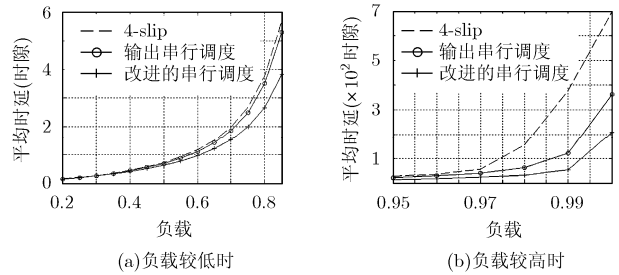 6
4
2
0
0.2
0.4
0.6
0.8
平均时延(时隙)
负载
4-slip
输出串行调度
改进的串行调度
(a)负载较低时
7
5
3
1
0.95
0.97
0.99
平均时延(×10²时隙)
负载
4-slip
输出串行调度
改进的串行调度
(b)负载较高时